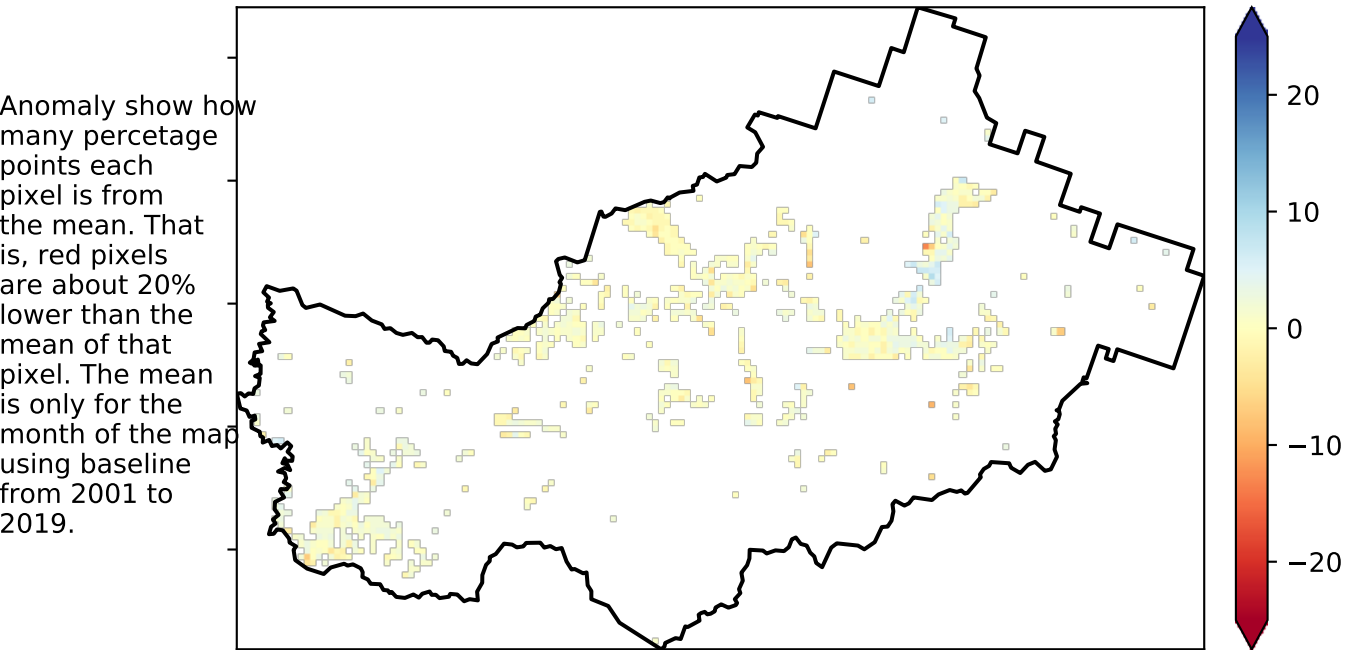 Anomaly show how
many percetage
points each
pixel is from
the mean. That
is, red pixels
are about 20%
lower than the
mean of that
pixel. The mean
is only for the
month of the map
using baseline
from 2001 to
2019.
20
10
0
−10
−20